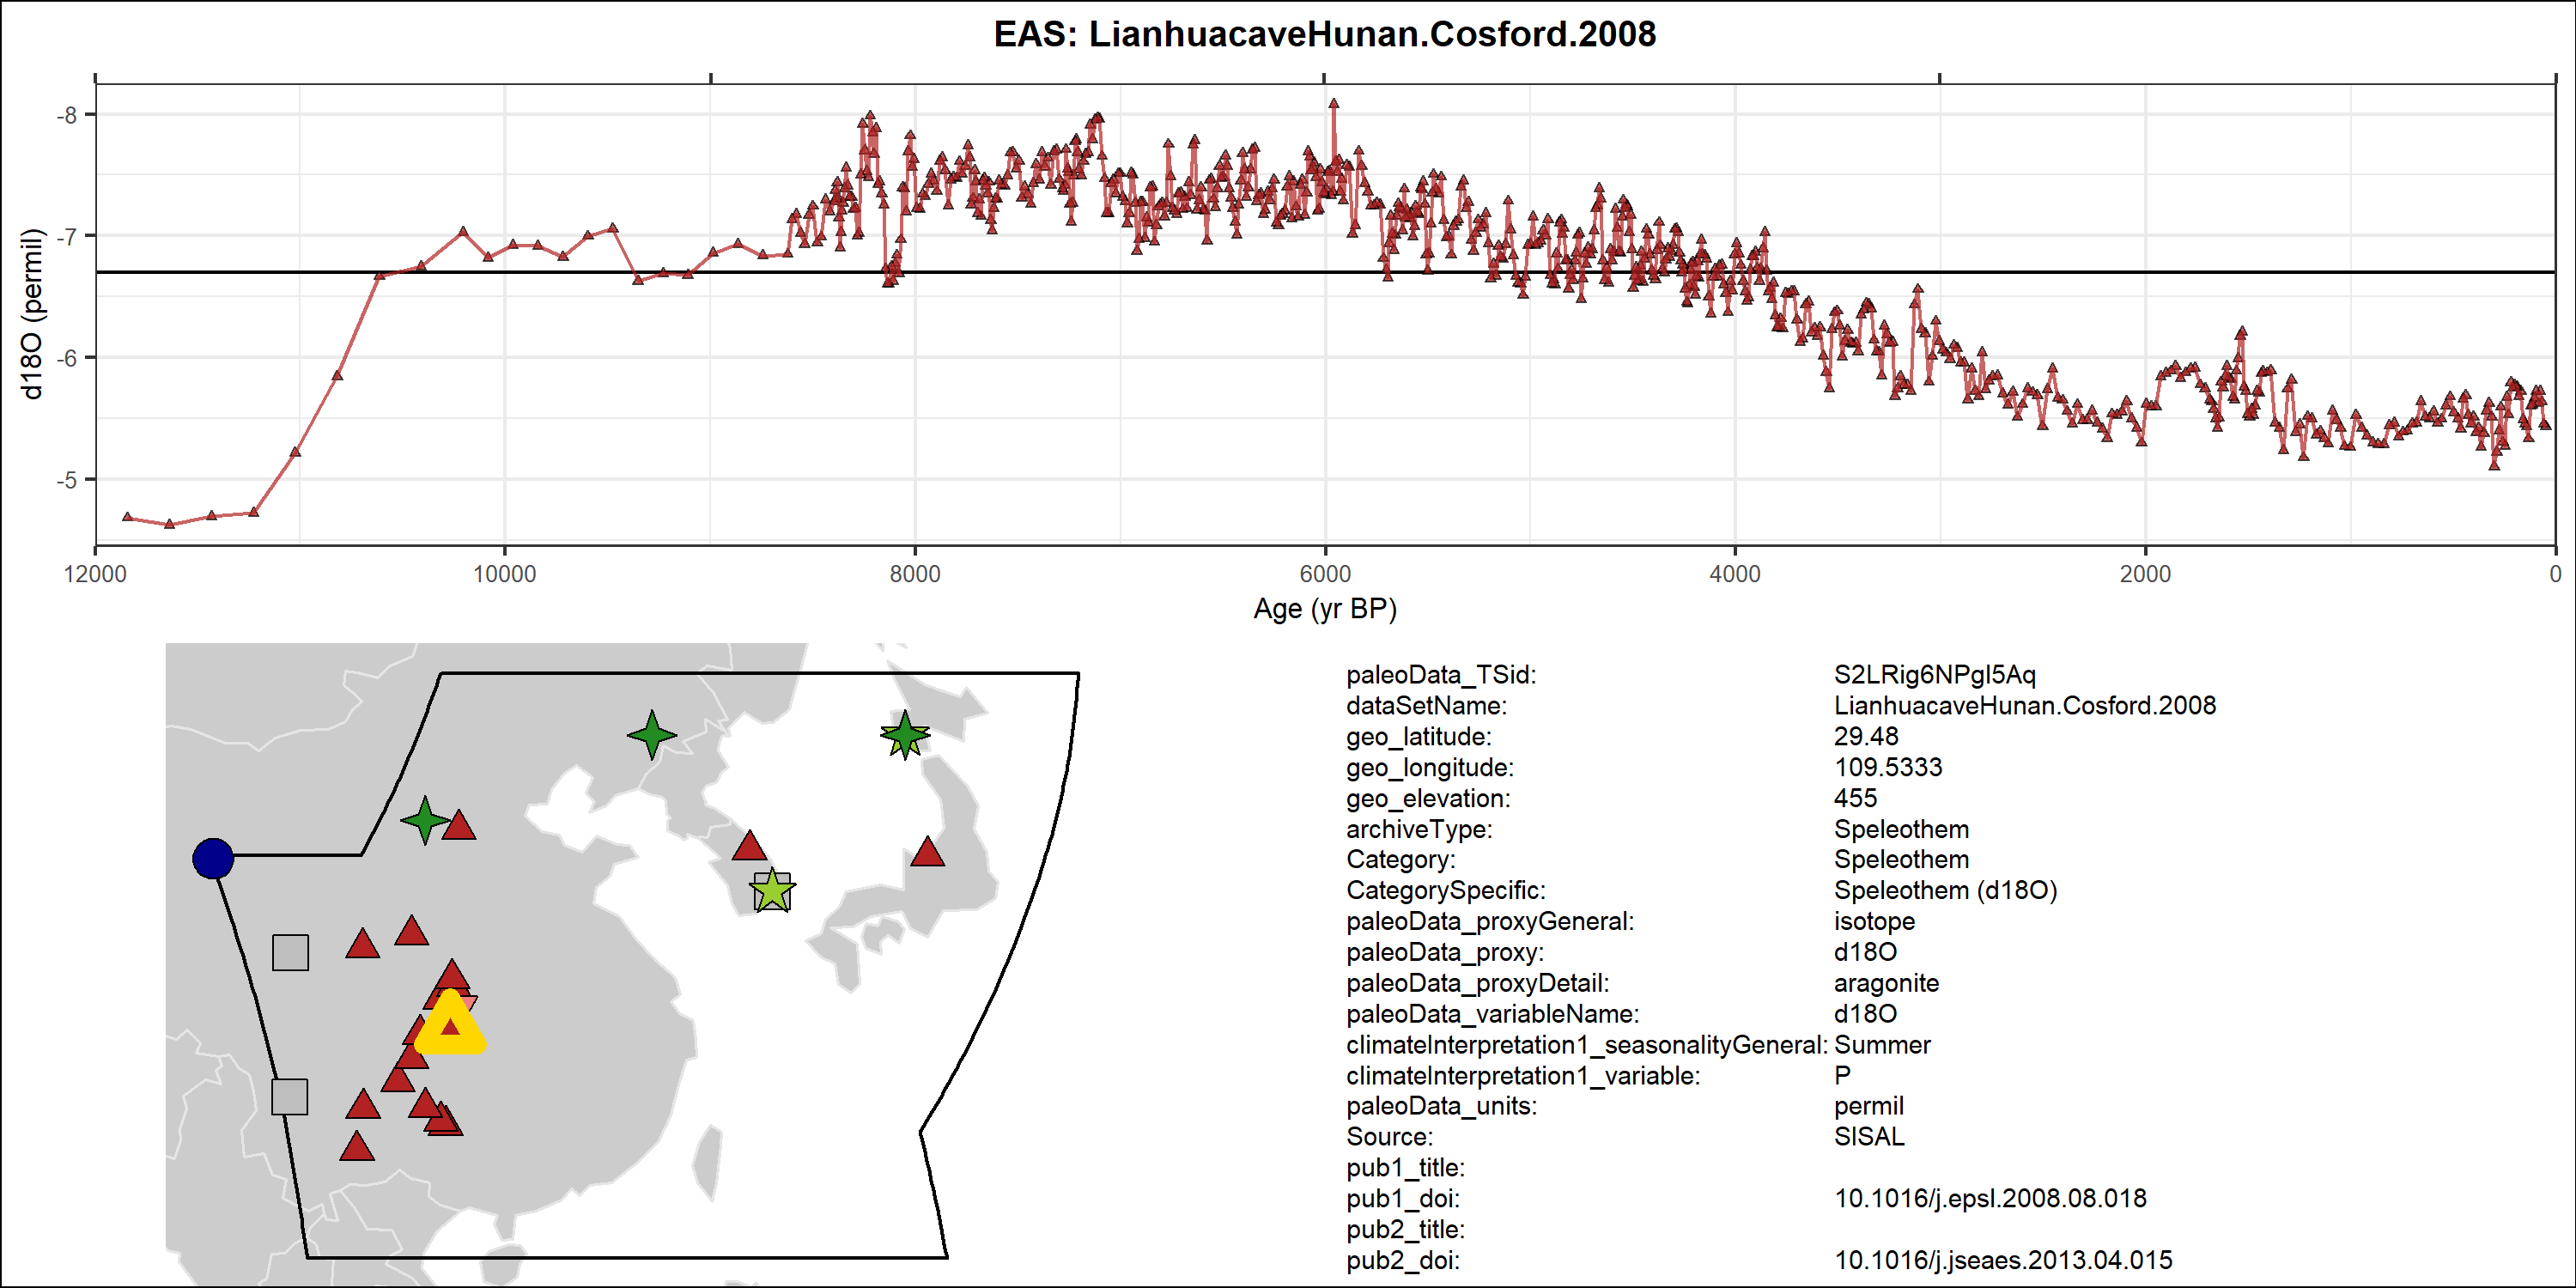 EAS: LianhuacaveHunan.Cosford.2008
d18O (permil)
-8
-7
-6
-5
12000 10000 8000 6000 4000 2000 0
Age (yr BP)
paleoData_TSid: S2LRig6NPgI5Aq
dataSetName: LianhuacaveHunan.Cosford.2008
geo_latitude: 29.48
geo_longitude: 109.5333
geo_elevation: 455
archiveType: Speleothem
Category: Speleothem
CategorySpecific: Speleothem (d18O)
paleoData_proxyGeneral: isotope
paleoData_proxy: d18O
paleoData_proxyDetail: aragonite
paleoData_variableName: d18O
climateInterpretation1_seasonalityGeneral: Summer
climateInterpretation1_variable: P
paleoData_units: permil
Source: SISAL
pub1_title:
pub1_doi: 10.1016/j.epsl.2008.08.018
pub2_title:
pub2_doi: 10.1016/j.jseaes.2013.04.015